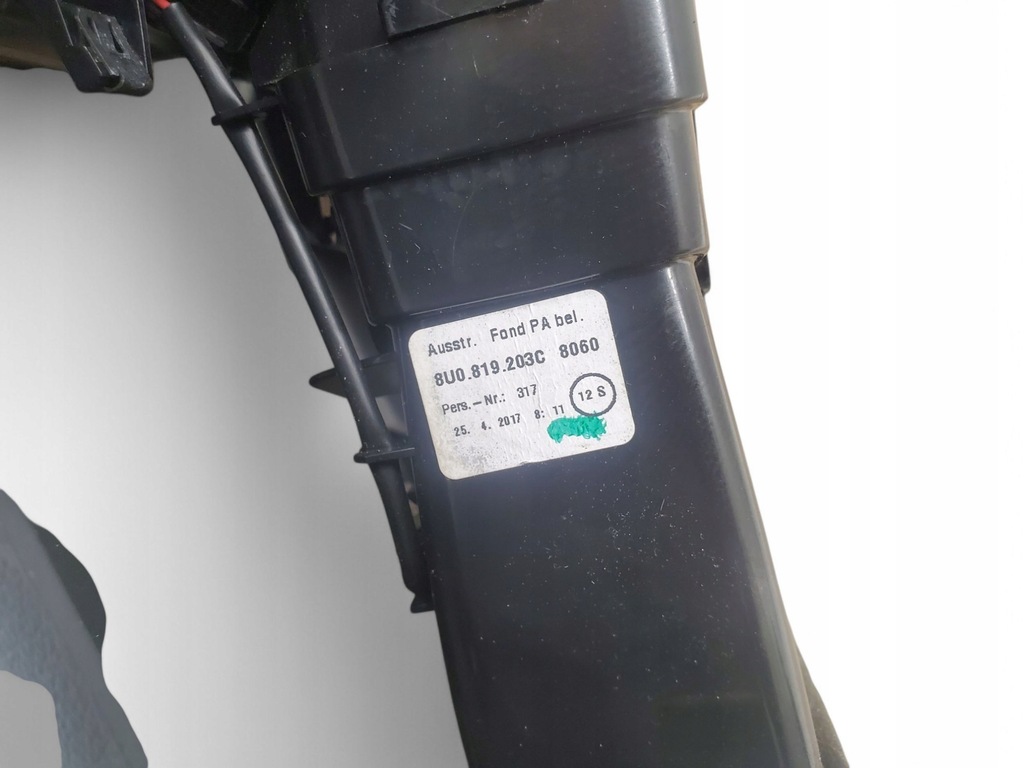 Ausstr. Fond PA bel.
8U0.819.203C 8060
Pers.-Nr.: 317
12 S
25. 4. 2017 8: 11